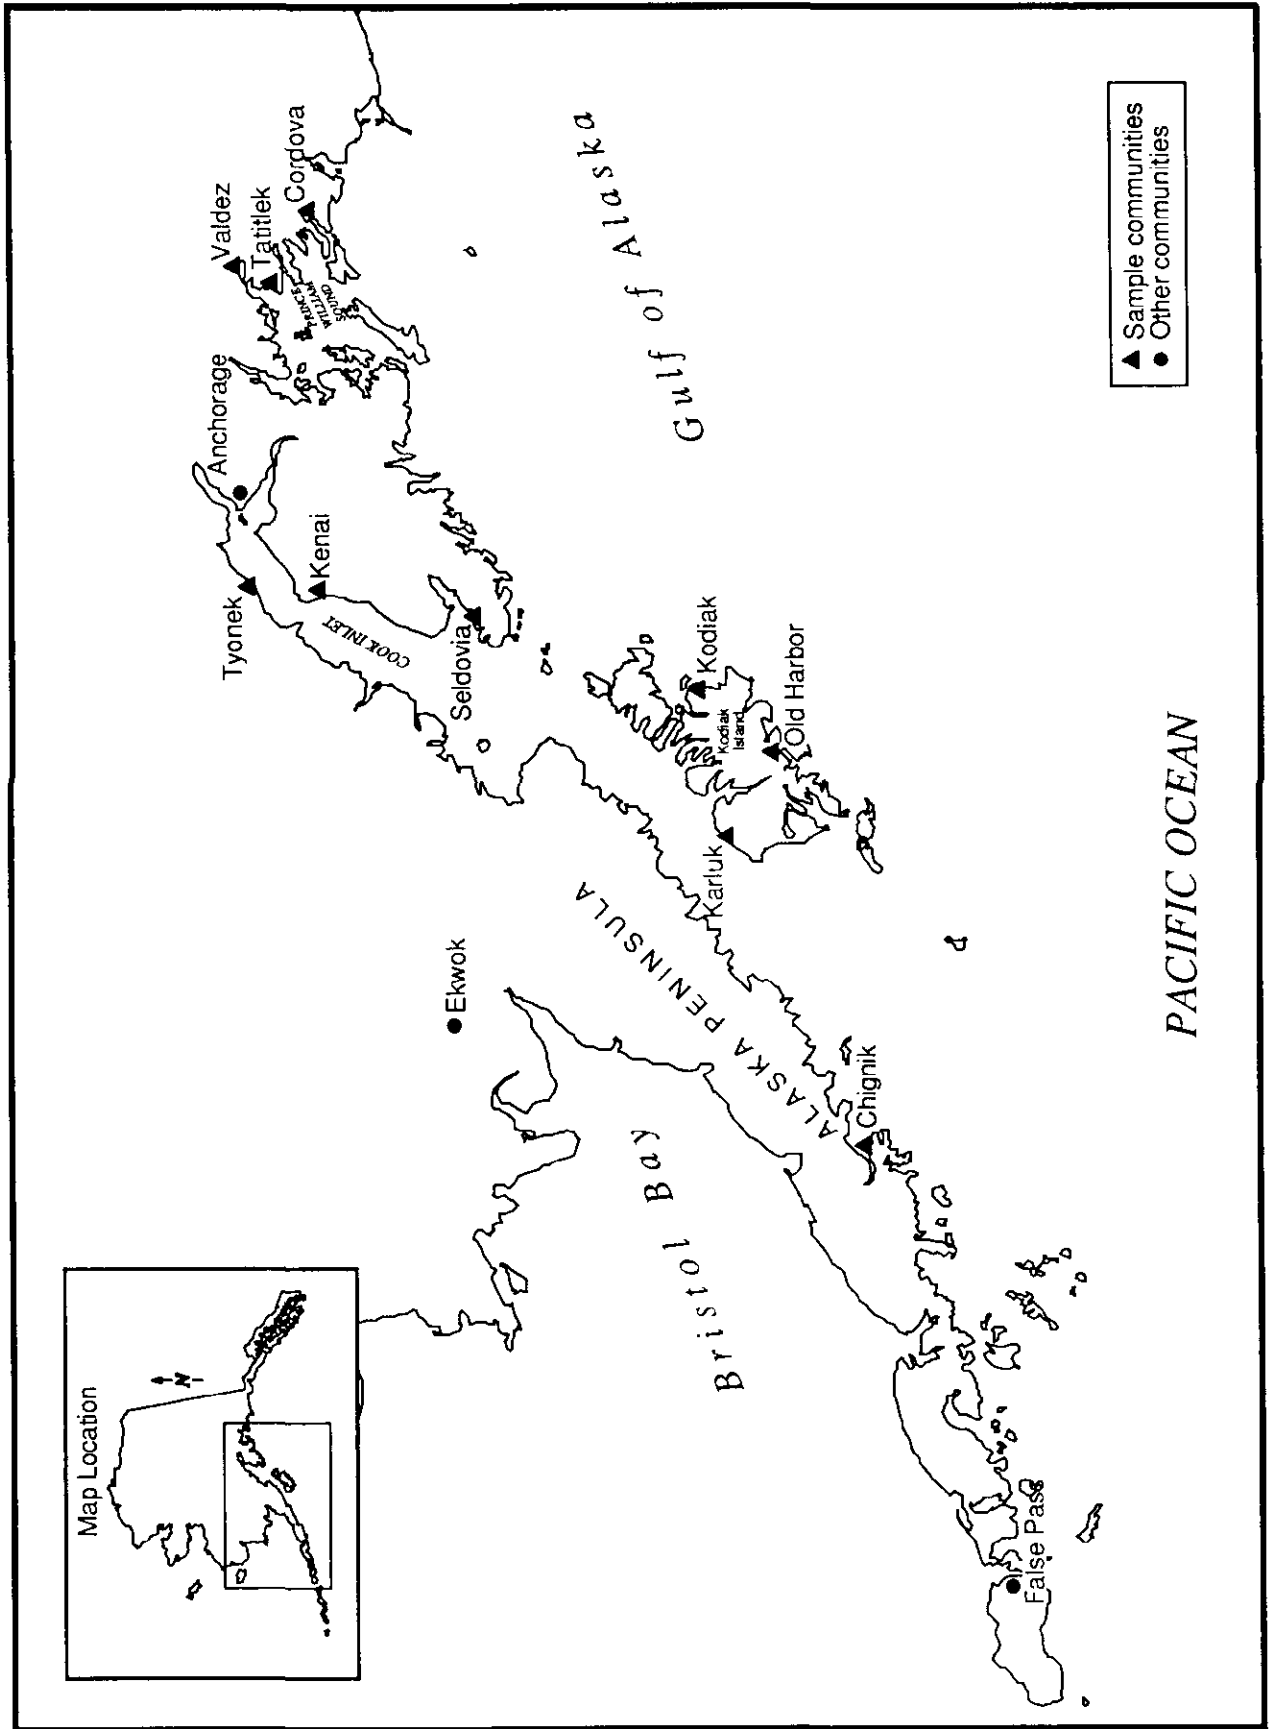 Map Location
N
Valdez
Tatitlek
Cordova
PRINCE
WILLIAM
SOUND
Anchorage
Tyonek
Kenai
COOK INLET
Seldovia
Gulf of Alaska
Ekwok
Kodiak
Kodiak
Island
Old Harbor
Karluk
ALASKA PENINSULA
Bristol Bay
Chignik
False Pass
PACIFIC OCEAN
Sample communities
Other communities